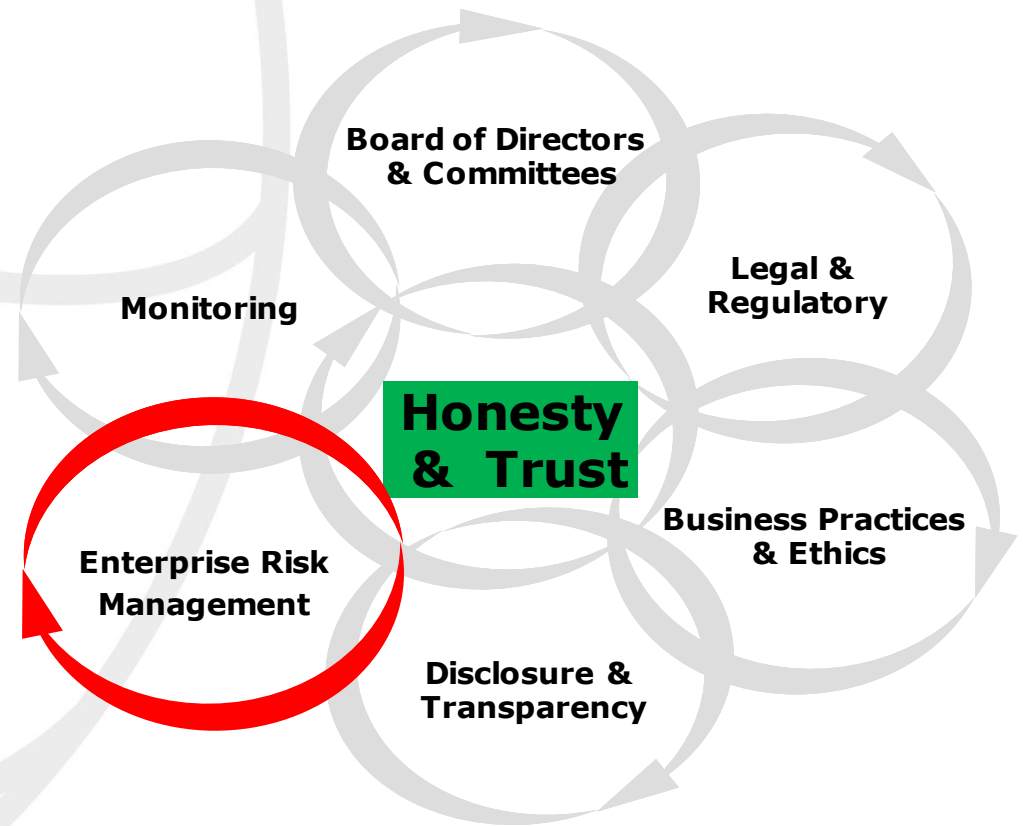 Board of Directors
& Committees
Legal &
Regulatory
Monitoring
Honesty
& Trust
Business Practices
& Ethics
Enterprise Risk
Management
Disclosure &
Transparency